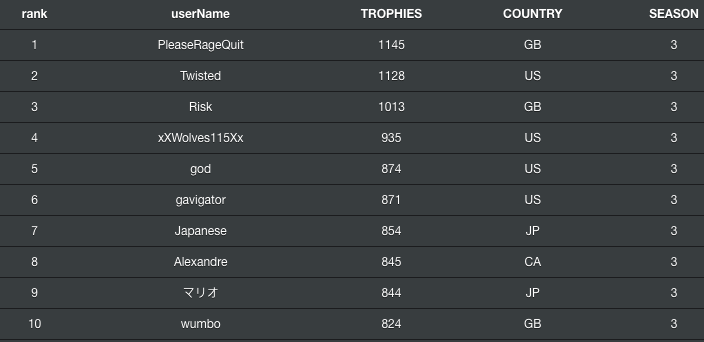 rank userName TROPHIES COUNTRY SEASON
1 PleaseRageQuit 1145 GB 3
2 Twisted 1128 US 3
3 Risk 1013 GB 3
4 xXWolves115Xx 935 US 3
5 god 874 US 3
6 gavigator 871 US 3
7 Japanese 854 JP 3
8 Alexandre 845 CA 3
9 マリオ 844 JP 3
10 wumbo 824 GB 3